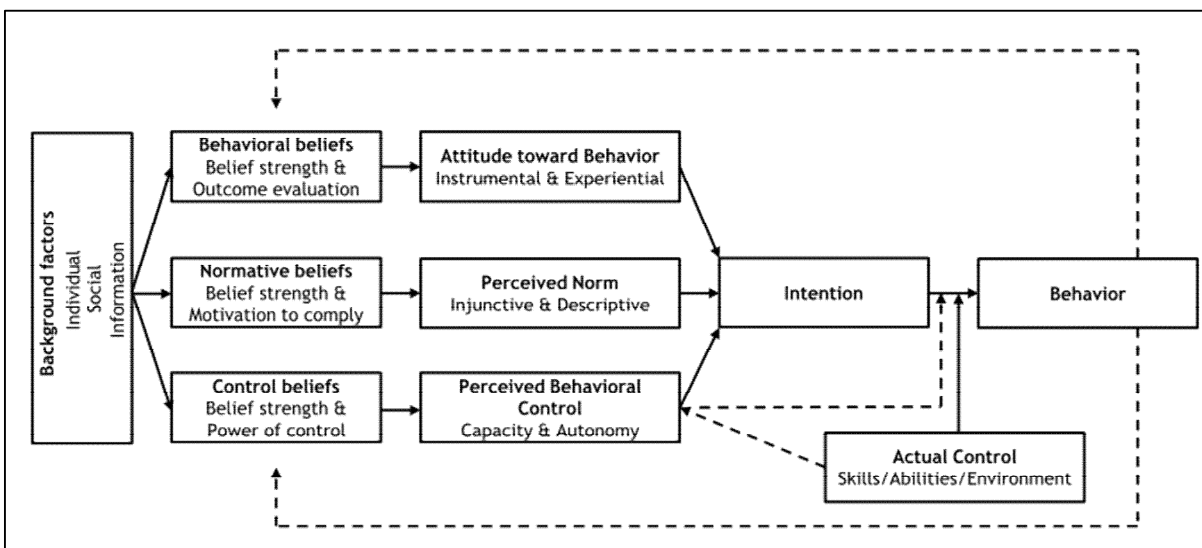 Background factors
Individual
Social
Information
Behavioral beliefs
Belief strength &
Outcome evaluation
Attitude toward Behavior
Instrumental & Experiential
Normative beliefs
Belief strength &
Motivation to comply
Perceived Norm
Injunctive & Descriptive
Intention
Behavior
Control beliefs
Belief strength &
Power of control
Perceived Behavioral
Control
Capacity & Autonomy
Actual Control
Skills/Abilities/Environment